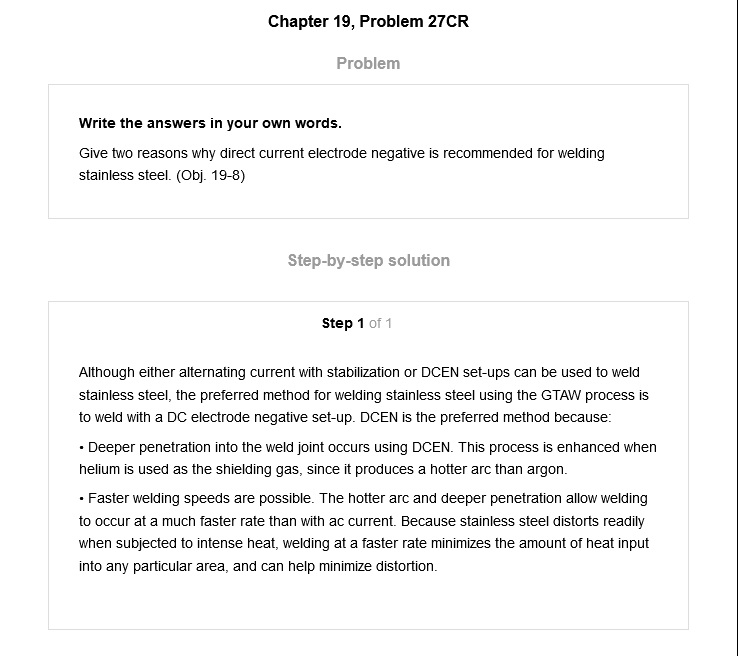 Chapter 19, Problem 27CR
Problem
Write the answers in your own words.
Give two reasons why direct current electrode negative is recommended for welding
stainless steel. (Obj. 19-8)
Step-by-step solution
Step 1 of 1
Although either alternating current with stabilization or DCEN set-ups can be used to weld
stainless steel, the preferred method for welding stainless steel using the GTAW process is
to weld with a DC electrode negative set-up. DCEN is the preferred method because:
• Deeper penetration into the weld joint occurs using DCEN. This process is enhanced when
helium is used as the shielding gas, since it produces a hotter arc than argon.
• Faster welding speeds are possible. The hotter arc and deeper penetration allow welding
to occur at a much faster rate than with ac current. Because stainless steel distorts readily
when subjected to intense heat, welding at a faster rate minimizes the amount of heat input
into any particular area, and can help minimize distortion.